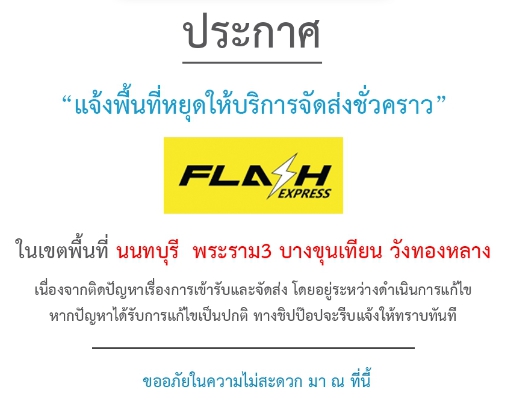 ประกาศ
“แจ้งพื้นที่หยุดให้บริการจัดส่งชั่วคราว”
FLASH
EXPRESS
ในเขตพื้นที่ นนทบุรี พระราม3 บางขุนเทียน วังทองหลาง
เนื่องจากติดปัญหาเรื่องการเข้ารับและจัดส่ง โดยอยู่ระหว่างดำเนินการแก้ไข
หากปัญหาได้รับการแก้ไขเป็นปกติ ทางชิปป๊อปจะรีบแจ้งให้ทราบทันที
ขออภัยในความไม่สะดวก มา ณ ที่นี้